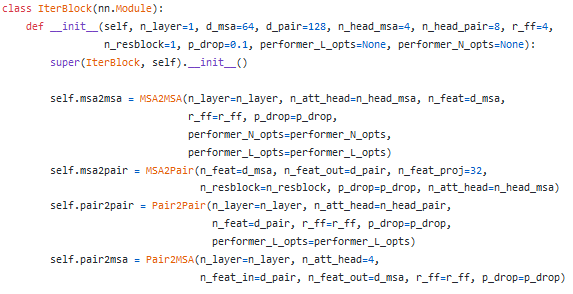 class IterBlock(nn.Module):
    def __init__(self, n_layer=1, d_msa=64, d_pair=128, n_head_msa=4, n_head_pair=8, r_ff=4,
                 n_resblock=1, p_drop=0.1, performer_L_opts=None, performer_N_opts=None):
        super(IterBlock, self).__init__()

        self.msa2msa = MSA2MSA(n_layer=n_layer, n_att_head=n_head_msa, n_feat=d_msa,
                               r_ff=r_ff, p_drop=p_drop,
                               performer_N_opts=performer_N_opts,
                               performer_L_opts=performer_L_opts)
        self.msa2pair = MSA2Pair(n_feat=d_msa, n_feat_out=d_pair, n_feat_proj=32,
                                 n_resblock=n_resblock, p_drop=p_drop, n_att_head=n_head_msa)
        self.pair2pair = Pair2Pair(n_layer=n_layer, n_att_head=n_head_pair,
                                   n_feat=d_pair, r_ff=r_ff, p_drop=p_drop,
                                   performer_L_opts=performer_L_opts)
        self.pair2msa = Pair2MSA(n_layer=n_layer, n_att_head=4,
                                 n_feat_in=d_pair, n_feat_out=d_msa, r_ff=r_ff, p_drop=p_drop)